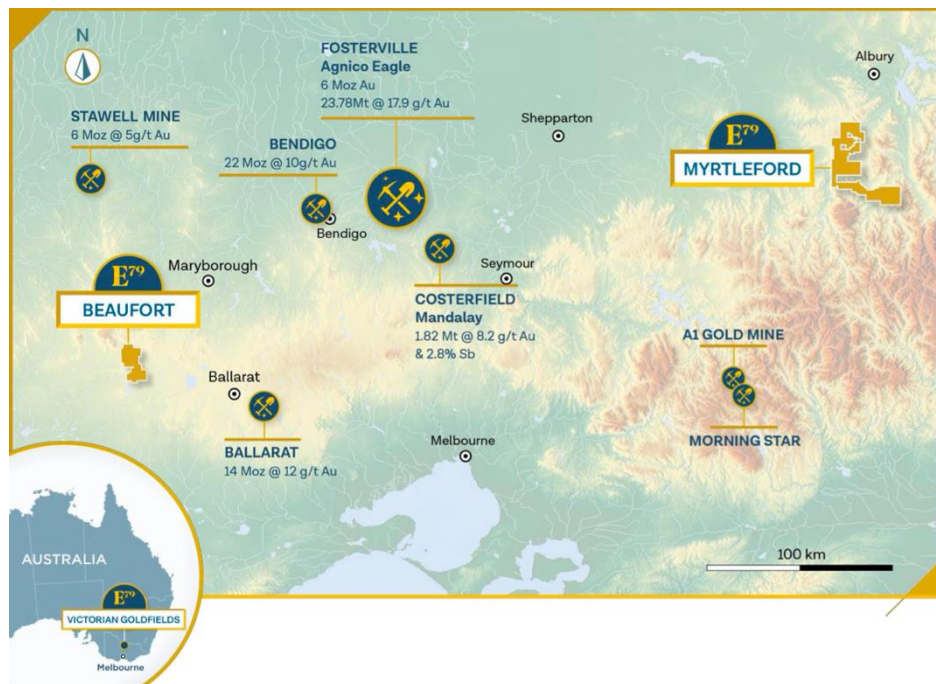 N
FOSTERVILLE
Agnico Eagle
6 Moz Au
23.78Mt @ 17.9 g/t Au
Albury
STAWELL MINE
6 Moz @ 5g/t Au
Shepparton
BENDIGO
22 Moz @ 10g/t Au
E79
MYRTLEFORD
Bendigo
Maryborough
Seymour
E79
BEAUFORT
COSTERFIELD
Mandalay
1.82 Mt @ 8.2 g/t Au
& 2.8% Sb
A1 GOLD MINE
Ballarat
MORNING STAR
Melbourne
BALLARAT
14 Moz @ 12 g/t Au
100 km
AUSTRALIA
E79
VICTORIAN GOLDFIELDS
Melbourne